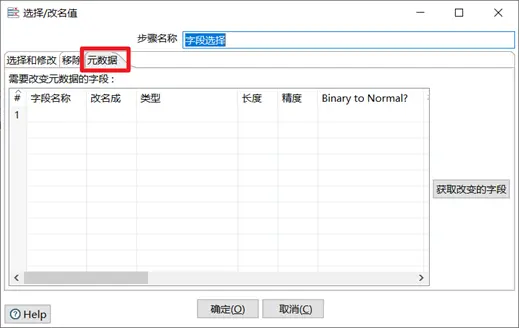 选择/改名值
步骤名称 字段选择
选择和修改 移除 元数据
需要改变元数据的字段：
# 字段名称 改名成 类型 长度 精度 Binary to Normal?
1
获取改变的字段
Help 确定(O) 取消(C)